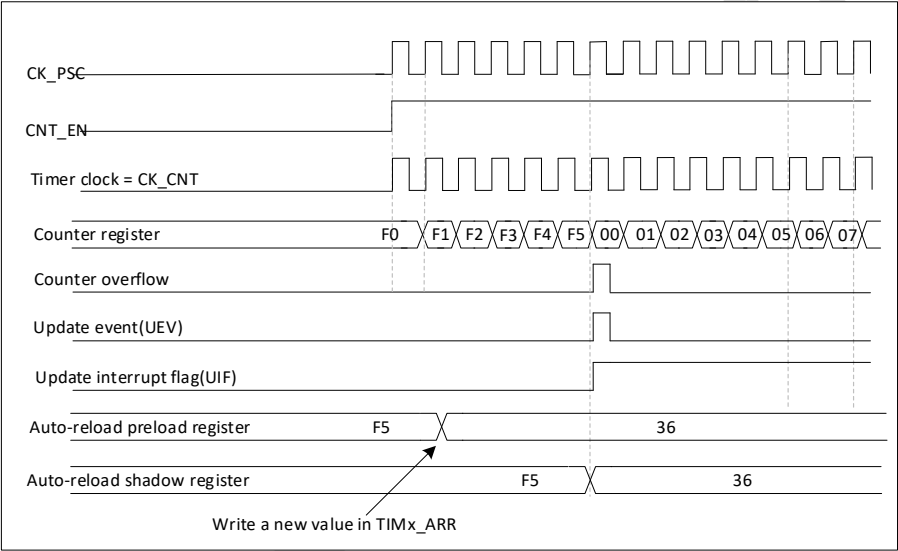 CK_PSC
CNT_EN
Timer clock = CK_CNT
Counter register F0 F1 F2 F3 F4 F5 00 01 02 03 04 05 06 07
Counter overflow
Update event(UEV)
Update interrupt flag(UIF)
Auto-reload preload register F5 36
Auto-reload shadow register F5 36
Write a new value in TIMx_ARR